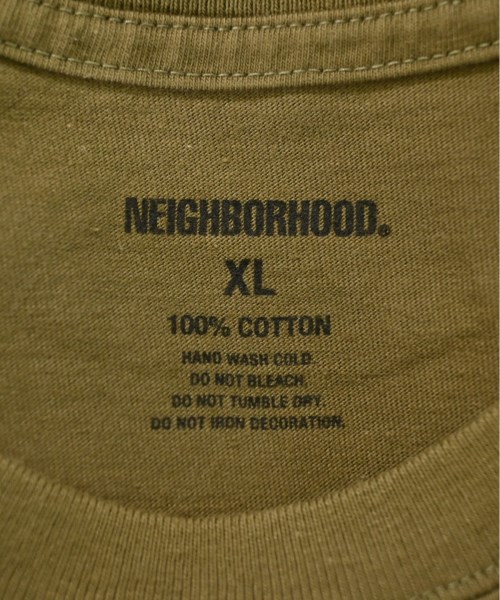 NEIGHBORHOOD®
XL
100% COTTON
HAND WASH COLD.
DO NOT BLEACH.
DO NOT TUMBLE DRY.
DO NOT IRON DECORATION.